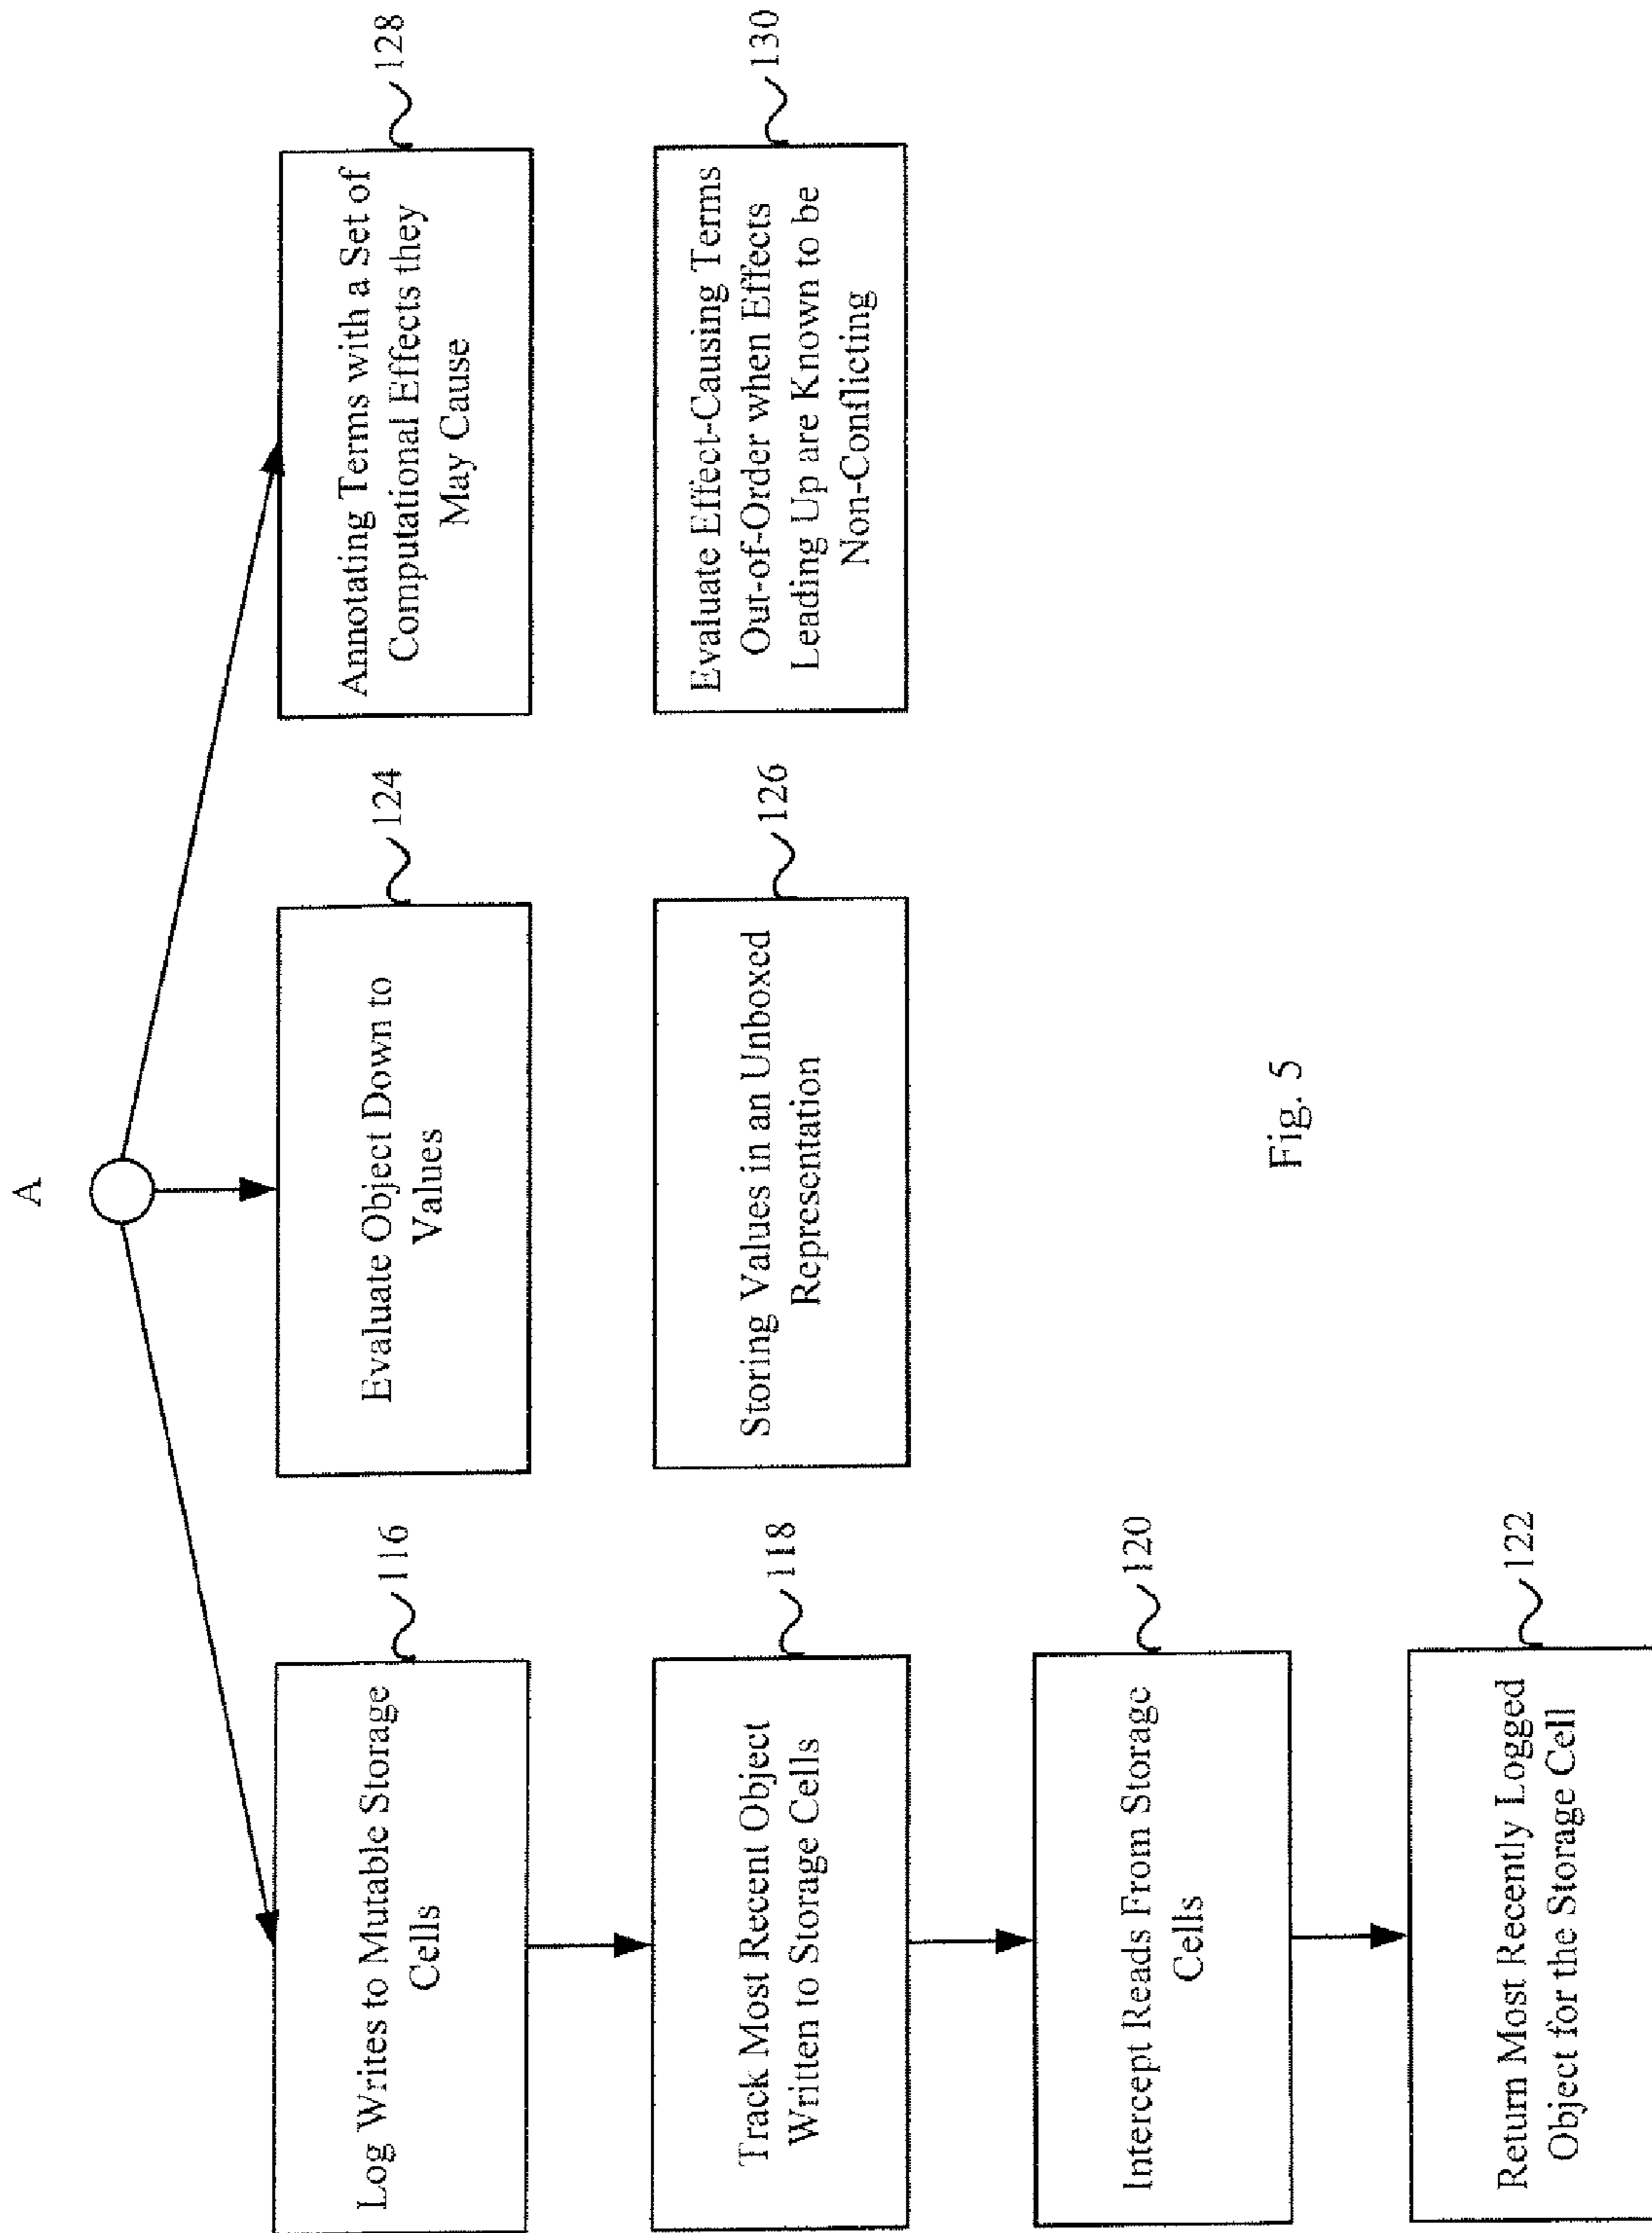 A
Log Writes to Mutable Storage
Cells
116
Track Most Recent Object
Written to Storage Cells
118
Intercept Reads From Storage
Cells
120
Return Most Recently Logged
Object for the Storage Cell
122
Evaluate Object Down to
Values
124
Storing Values in an Unboxed
Representation
126
Annotating Terms with a Set of
Computational Effects they
May Cause
128
Evaluate Effect-Causing Terms
Out-of-Order when Effects
Leading Up are Known to be
Non-Conflicting
130
Fig. 5